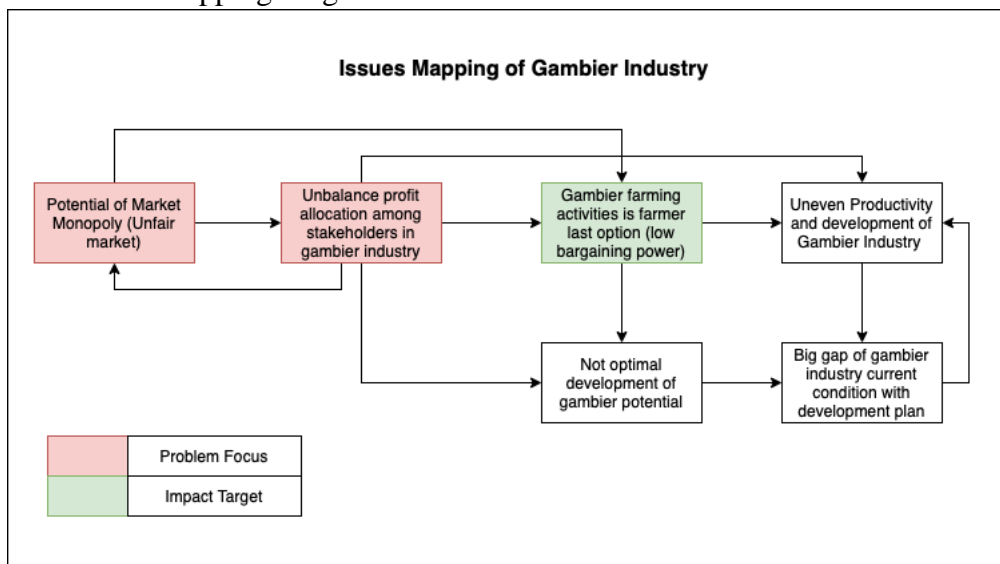 Issues Mapping of Gambier Industry
Potential of Market
Monopoly (Unfair
market)
Unbalance profit
allocation among
stakeholders in
gambier industry
Gambier farming
activities is farmer
last option (low
bargaining power)
Uneven Productivity
and development of
Gambier Industry
Not optimal
development of
gambier potential
Big gap of gambier
industry current
condition with
development plan
Problem Focus
Impact Target